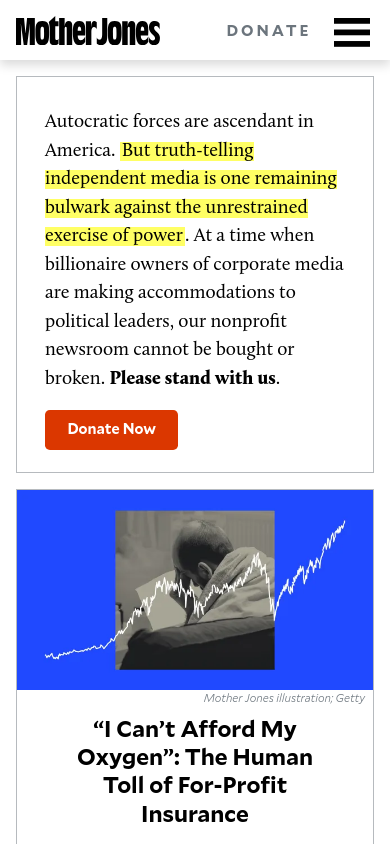 Mother Jones
DONATE
Autocratic forces are ascendant in
America. But truth-telling
independent media is one remaining
bulwark against the unrestrained
exercise of power. At a time when
billionaire owners of corporate media
are making accommodations to
political leaders, our nonprofit
newsroom cannot be bought or
broken. Please stand with us.
Donate Now
Mother Jones illustration; Getty
“I Can’t Afford My
Oxygen”: The Human
Toll of For-Profit
Insurance